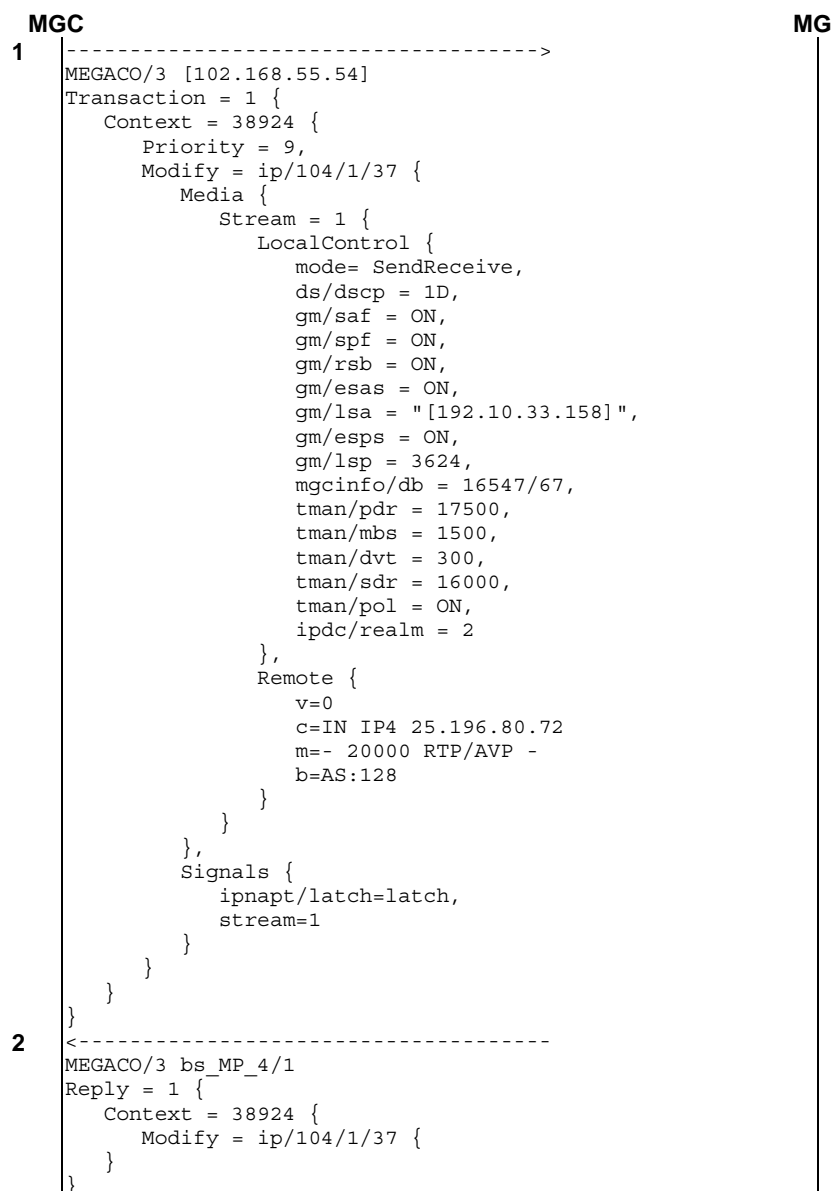 MGC MG
1 ------------------------------------->
MEGACO/3 [102.168.55.54]
Transaction = 1 {
   Context = 38924 {
      Priority = 9,
      Modify = ip/104/1/37 {
         Media {
            Stream = 1 {
               LocalControl {
                  mode= SendReceive,
                  ds/dscp = 1D,
                  gm/saf = ON,
                  gm/spf = ON,
                  gm/rsb = ON,
                  gm/esas = ON,
                  gm/lsa = "[192.10.33.158]",
                  gm/esps = ON,
                  gm/lsp = 3624,
                  mgcinfo/db = 16547/67,
                  tman/pdr = 17500,
                  tman/mbs = 1500,
                  tman/dvt = 300,
                  tman/sdr = 16000,
                  tman/pol = ON,
                  ipdc/realm = 2
               },
               Remote {
                  v=0
                  c=IN IP4 25.196.80.72
                  m=- 20000 RTP/AVP -
                  b=AS:128
               }
            }
         },
         Signals {
            ipnapt/latch=latch,
            stream=1
         }
      }
   }
}
2 <-------------------------------------
MEGACO/3 bs_MP_4/1
Reply = 1 {
   Context = 38924 {
      Modify = ip/104/1/37 {
   }
}